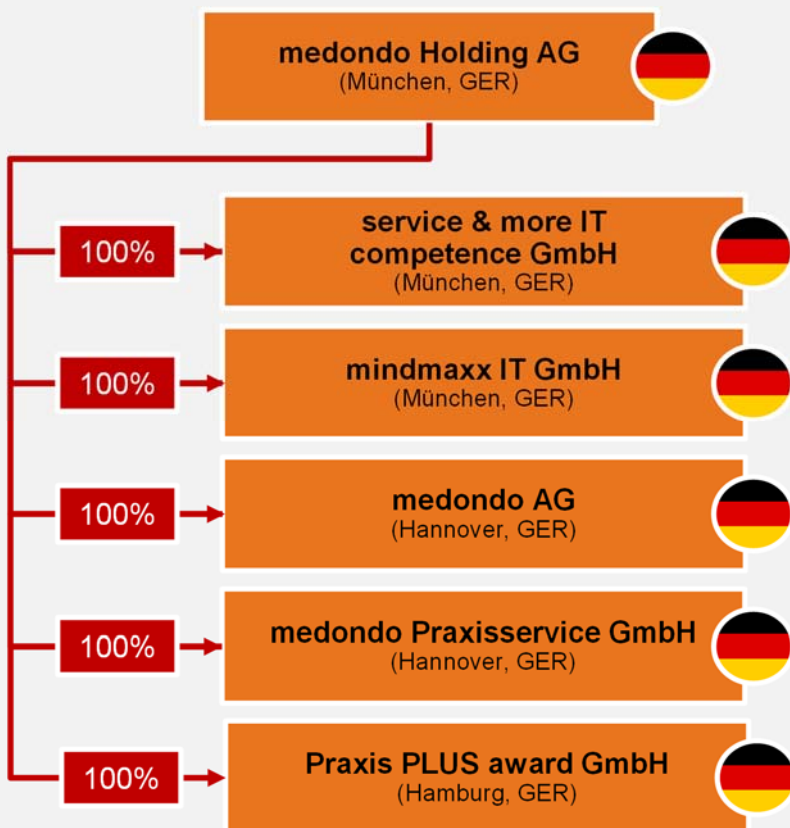 medondo Holding AG
(München, GER)
100%
service & more IT
competence GmbH
(München, GER)
100%
mindmaxx IT GmbH
(München, GER)
100%
medondo AG
(Hannover, GER)
100%
medondo Praxisservice GmbH
(Hannover, GER)
100%
Praxis PLUS award GmbH
(Hamburg, GER)